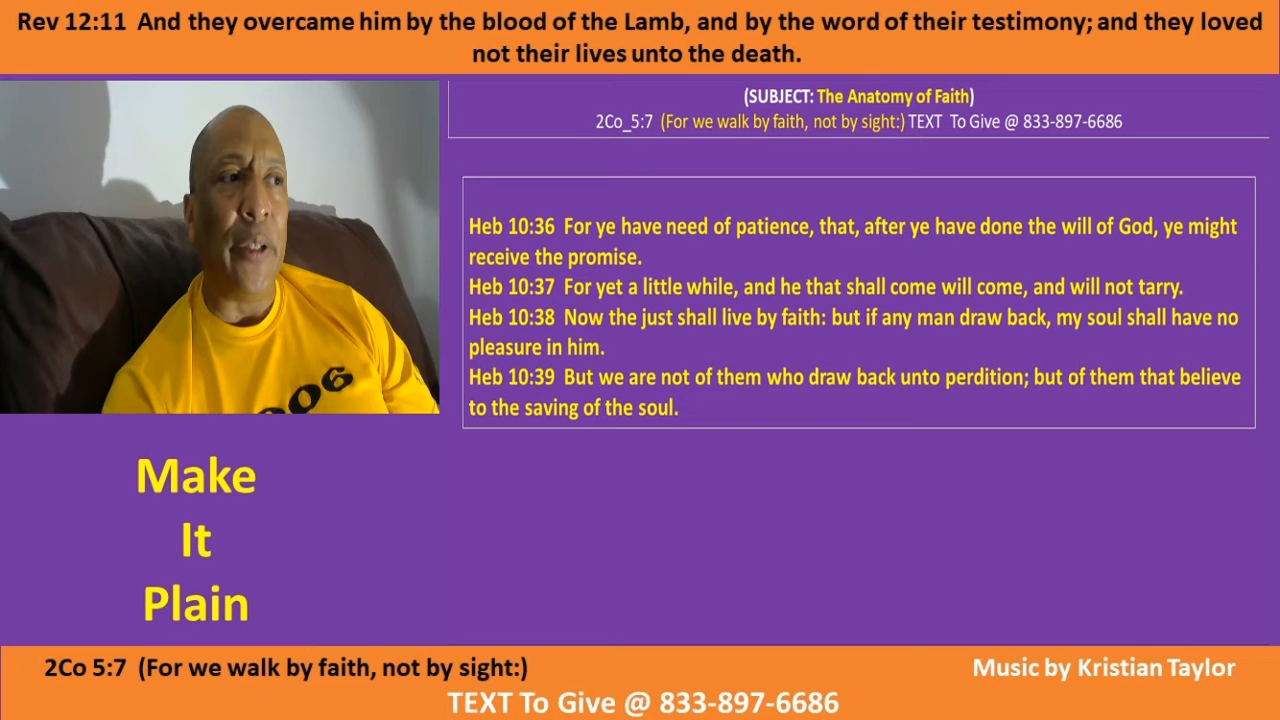 Rev 12:11 And they overcame him by the blood of the Lamb, and by the word of their testimony; and they loved
not their lives unto the death.
(SUBJECT: The Anatomy of Faith)
2Co_5:7 (For we walk by faith, not by sight:) TEXT To Give @ 833-897-6686
Heb 10:36 For ye have need of patience, that, after ye have done the will of God, ye might
receive the promise.
Heb 10:37 For yet a little while, and he that shall come will come, and will not tarry.
Heb 10:38 Now the just shall live by faith: but if any man draw back, my soul shall have no
pleasure in him.
Heb 10:39 But we are not of them who draw back unto perdition; but of them that believe
to the saving of the soul.
Make
It
Plain
2Co 5:7 (For we walk by faith, not by sight:)
Music by Kristian Taylor
TEXT To Give @ 833-897-6686